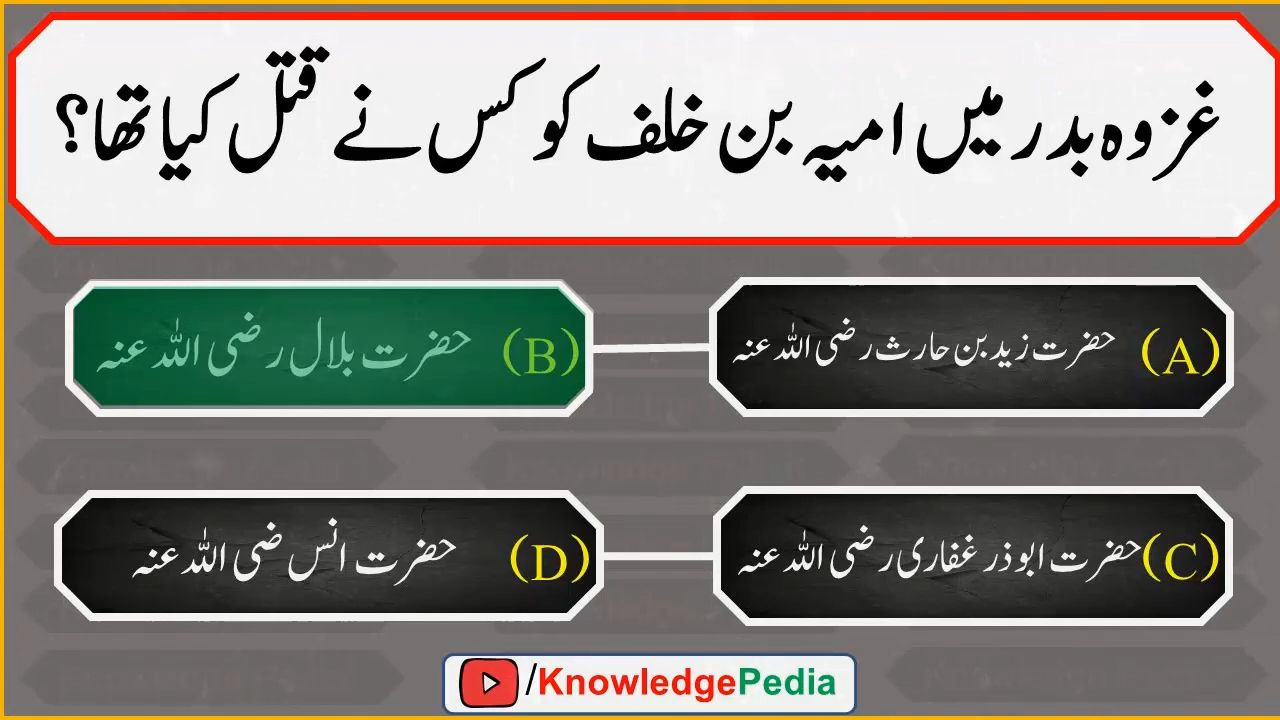 غزوہ بدر میں امیہ بن خلف کو کس نے قتل کیا تھا؟
(A) حضرت زید بن حارث رضی اللہ عنہ
(B) حضرت بلال رضی اللہ عنہ
(C) حضرت ابوذر غفاری رضی اللہ عنہ
(D) حضرت انس ضی اللہ عنہ
/KnowledgePedia